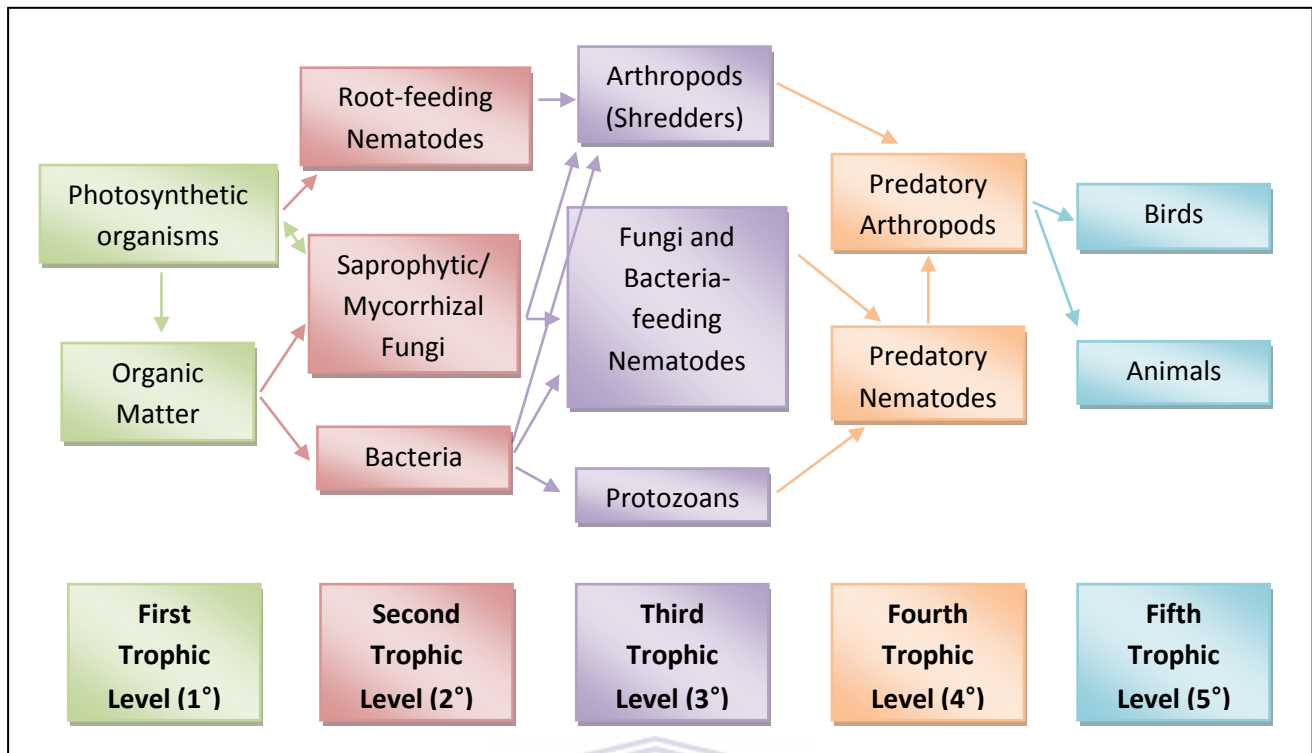 Photosynthetic
organisms
Organic
Matter
Root-feeding
Nematodes
Saprophytic/
Mycorrhizal
Fungi
Bacteria
Arthropods
(Shredders)
Fungi and
Bacteria-
feeding
Nematodes
Protozoans
Predatory
Arthropods
Predatory
Nematodes
Birds
Animals
First
Trophic
Level (1°)
Second
Trophic
Level (2°)
Third
Trophic
Level (3°)
Fourth
Trophic
Level (4°)
Fifth
Trophic
Level (5°)